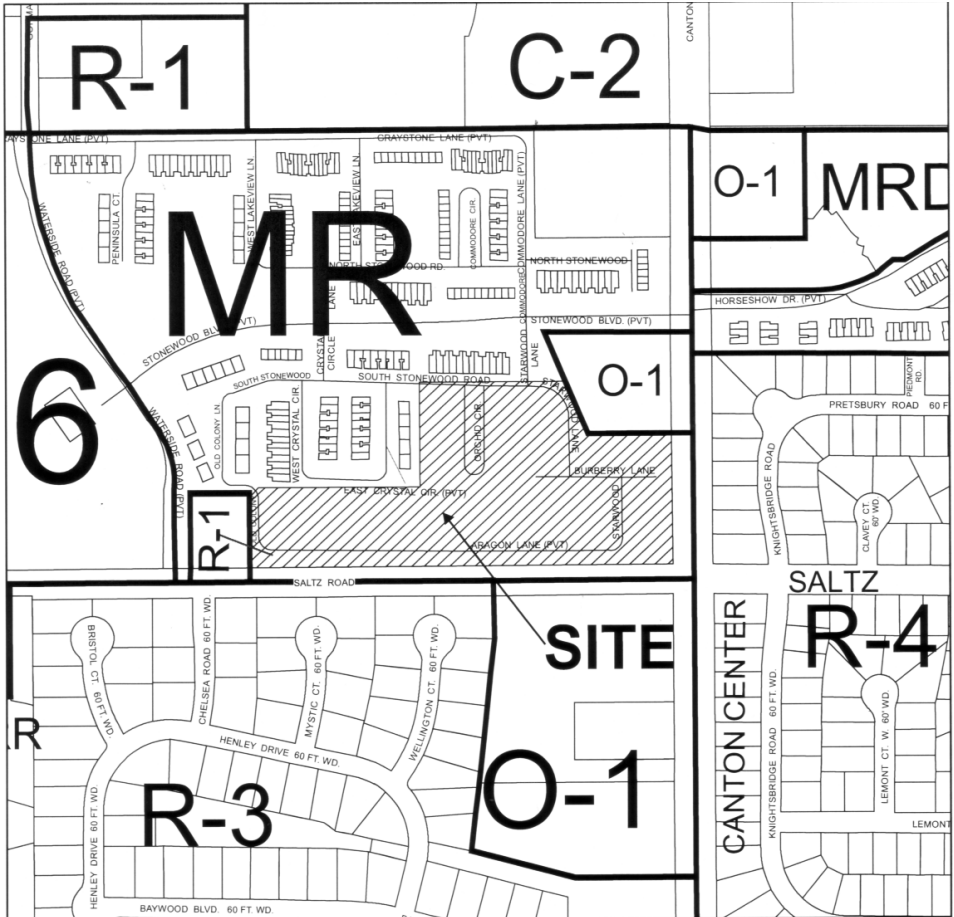 CANTON
R-1
C-2
GRAYSTONE LANE (PVT)
O-1
MRD
WATERSIDE ROAD (PVT)
PENINSULA CT.
WEST LAKEVIEW LN.
EAST LAKEVIEW LN.
COMMODORE CIR.
COMMODORE LANE (PVT)
MR
NORTH STONEWOOD RD.
NORTH STONEWOOD
COMMODORE
HORSESHOW DR. (PVT)
STONEWOOD BLVD. (PVT)
STONEWOOD BLVD. (PVT)
CRYSTAL
CIRCLE LANE
STARWOOD
LANE
SOUTH STONEWOOD
SOUTH STONEWOOD ROAD
O-1
STARWOOD LANE
PIEDMONT
RD.
PRETSBURY ROAD 60 F
6
WATERSIDE ROAD (PVT)
OLD COLONY LN
WEST CRYSTAL CIR.
ORCHID CIR.
BURBERRY LANE
KNIGHTSBRIDGE ROAD
EAST CRYSTAL CIR. (PVT)
STARWOOD
CLAVEY CT.
60' WD
R-1
ARAGON LANE (PVT)
SALTZ ROAD
SALTZ
R-4
CANTON CENTER
SITE
BRISTOL CT. 60 FT. WD.
CHELSEA ROAD 60 FT. WD.
MYSTIC CT. 60 FT. WD.
WELLINGTON CT. 60 FT. WD.
KNIGHTSBRIDGE ROAD 60 FT. WD.
LEMONT CT. W. 60' WD.
HENLEY DRIVE 60 FT. WD.
R-3
O-1
HENLEY DRIVE 60 FT. WD
LEMONT
BAYWOOD BLVD. 60 FT. WD.